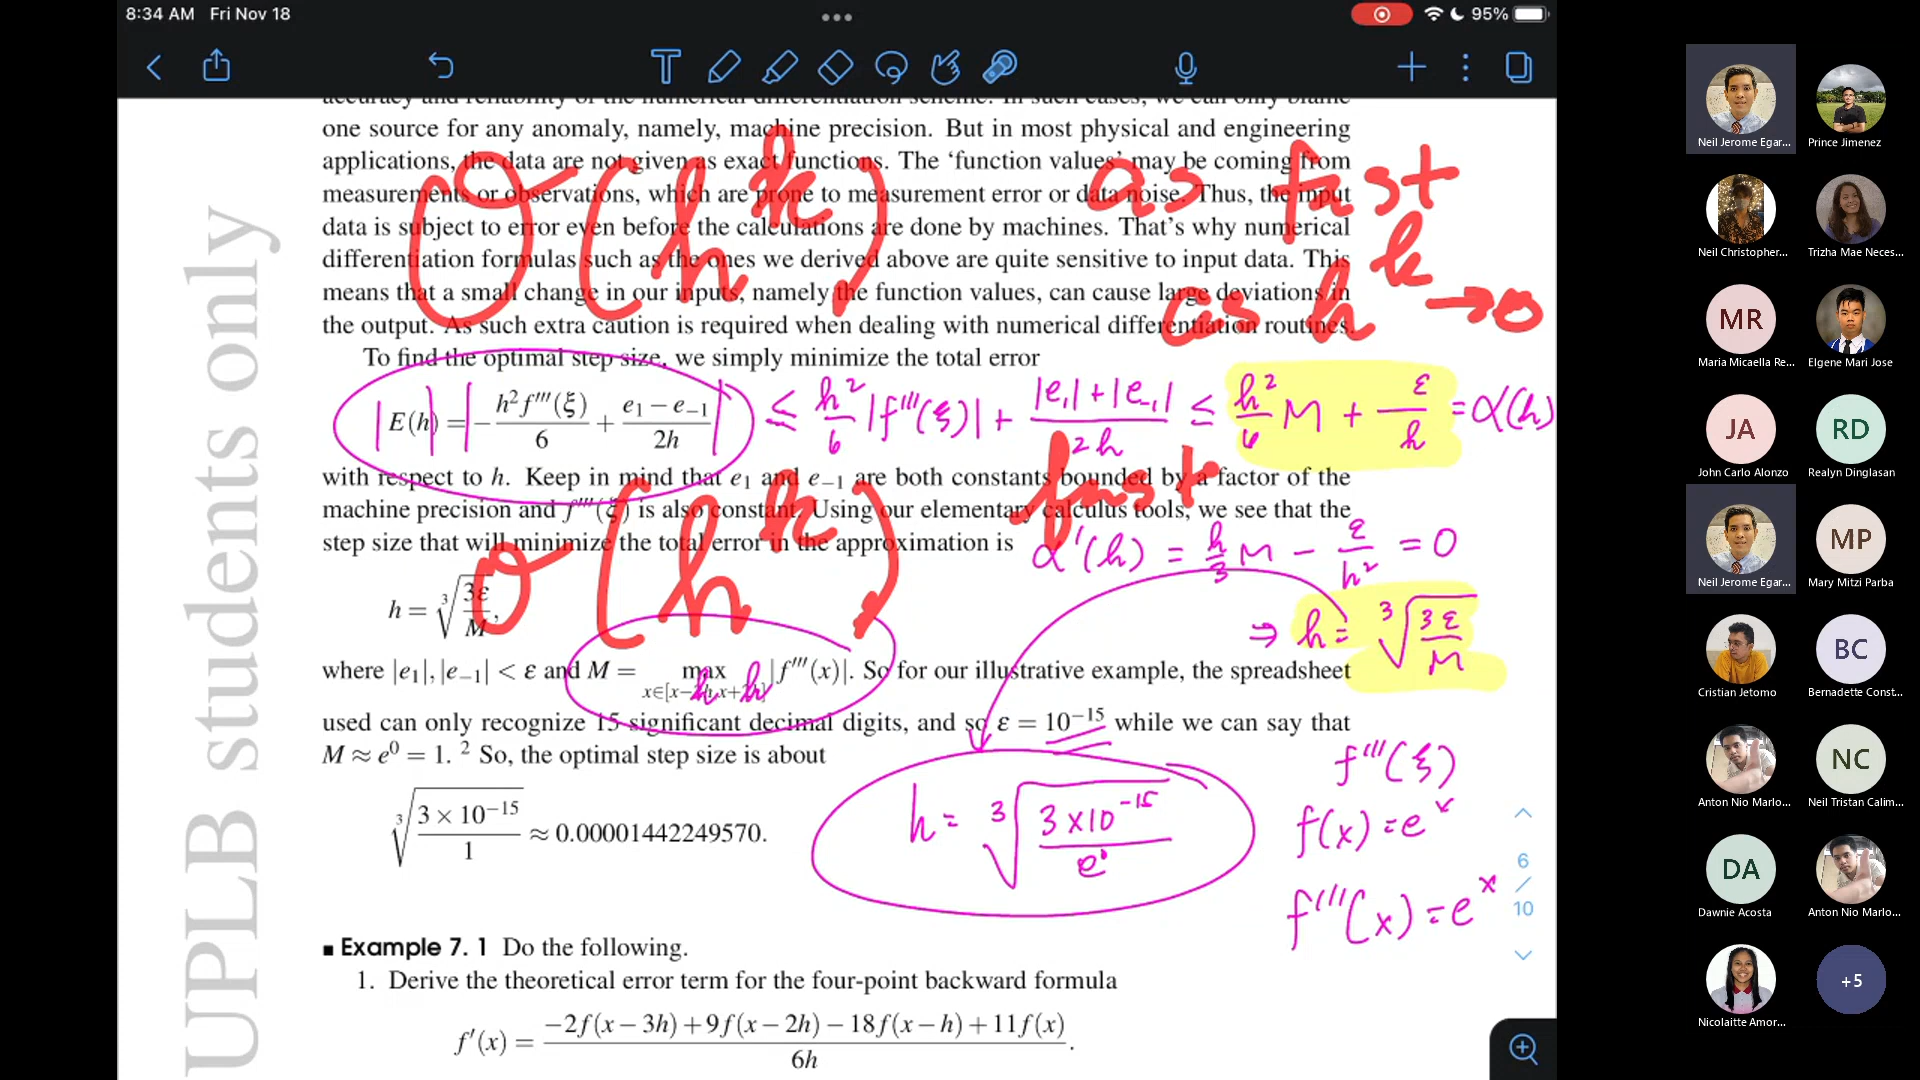 8:34 AM Fri Nov 18
95%
accuracy and reliability of the numerical differentiation scheme. In such cases, we can only blame
one source for any anomaly, namely, machine precision. But in most physical and engineering
applications, the data are not given as exact functions. The ‘function values’ may be coming from
measurements or observations, which are prone to measurement error or data noise. Thus, the input
data is subject to error even before the calculations are done by machines. That’s why numerical
differentiation formulas such as the ones we derived above are quite sensitive to input data. This
means that a small change in our inputs, namely the function values, can cause large deviations in
the output. As such extra caution is required when dealing with numerical differentiation routines.
O(h^k) as fast
as h^k → 0
To find the optimal step size, we simply minimize the total error
|E(h)| = |− h²f'''(ξ)/6 + (e₁ − e₋₁)/2h| ≤ h²/6 |f'''(ξ)| + (|e₁| + |e₋₁|)/2h ≤ h²/6 M + ε/h = α(h)
with respect to h. Keep in mind that e₁ and e₋₁ are both constants bounded by a factor of the
machine precision and f'''(ξ) is also constant. Using our elementary calculus tools, we see that the
step size that will minimize the total error in the approximation is
o(h^k) fast
α'(h) = h/3 M − ε/h² = 0
h = ∛(3ε/M),
⇒ h = ∛(3ε/M)
where |e₁|, |e₋₁| < ε and M = max x∈[x−h,x+h] |f'''(x)|. So for our illustrative example, the spreadsheet
used can only recognize 15 significant decimal digits, and so ε = 10⁻¹⁵ while we can say that
M ≈ e⁰ = 1. ² So, the optimal step size is about
∛(3 × 10⁻¹⁵/1) ≈ 0.00001442249570.
h = ∛(3×10⁻¹⁵/e⁰)
f'''(ξ)
f(x) = eˣ
f'''(x) = eˣ
6
/
10
■ Example 7. 1 Do the following.
1. Derive the theoretical error term for the four-point backward formula
f'(x) = (−2f(x − 3h) + 9f(x − 2h) − 18f(x − h) + 11f(x))/6h.
UPLB students only
Neil Jerome Egar...
Prince Jimenez
Neil Christopher...
Trizha Mae Neces...
MR
Maria Micaella Re...
Elgene Mari Jose
JA
John Carlo Alonzo
RD
Realyn Dinglasan
Neil Jerome Egar...
MP
Mary Mitzi Parba
Cristian Jetomo
BC
Bernadette Const...
Anton Nio Marlo...
NC
Neil Tristan Calim...
DA
Dawnie Acosta
Anton Nio Marlo...
Nicolaitte Amor...
+5